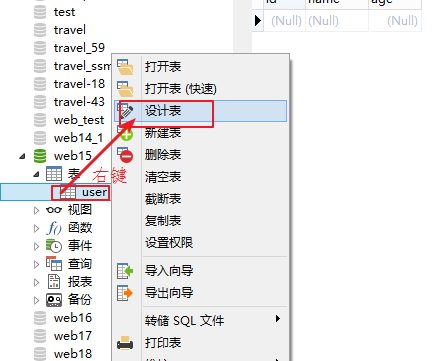 id name age
(Null) (Null) (Null)
test
travel
travel_59
travel_ssm
travel-18
travel-43
web_test
web14_1
web15
表
右键
user
视图
f() 函数
事件
查询
报表
备份
web16
web17
web18
打开表
打开表 (快速)
设计表
新建表
删除表
清空表
截断表
复制表
设置权限
导入向导
导出向导
转储 SQL 文件
打印表